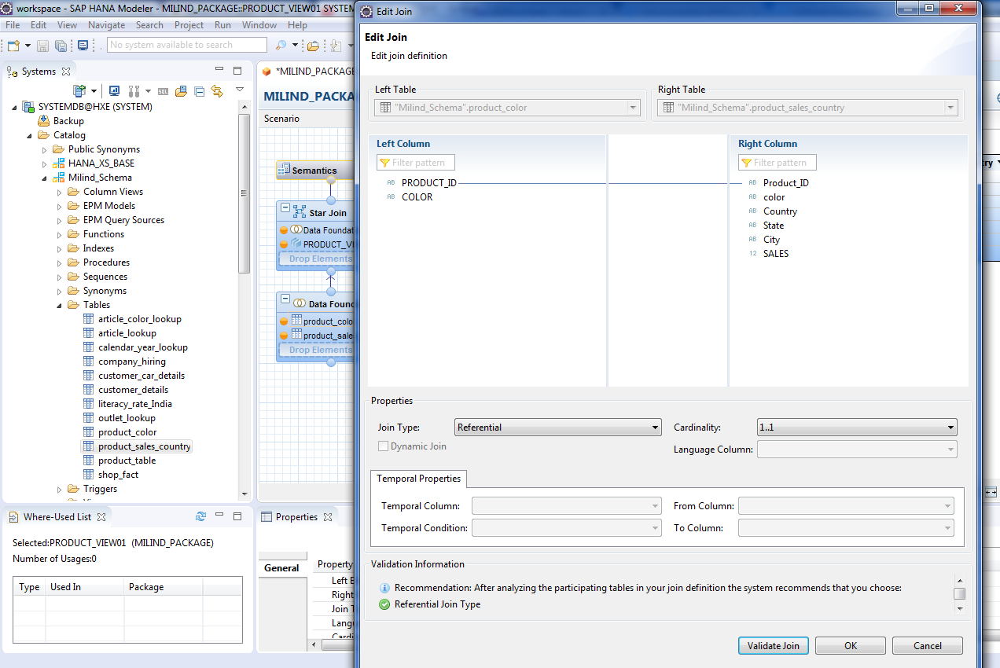 workspace - SAP HANA Modeler - MILIND_PACKAGE::PRODUCT_VIEW01 SYSTEM
File Edit View Navigate Search Project Run Window Help
No system available to search
Systems
SYSTEMDB@HXE (SYSTEM)
Backup
Catalog
Public Synonyms
HANA_XS_BASE
Milind_Schema
Column Views
EPM Models
EPM Query Sources
Functions
Indexes
Procedures
Sequences
Synonyms
Tables
article_color_lookup
article_lookup
calendar_year_lookup
company_hiring
customer_car_details
customer_details
literacy_rate_India
outlet_lookup
product_color
product_sales_country
product_table
shop_fact
Triggers
Where-Used List
Selected:PRODUCT_VIEW01 (MILIND_PACKAGE)
Number of Usages:0
Type Used In Package
*MILIND_PACKAGE
MILIND_PACKA
Scenario
Semantics
Star Join
Data Foundat
PRODUCT_VI
Drop Elements
Data Found
product_colo
product_sale
Drop Elements
Properties
General
Property
Left E
Right
Join T
Langu
Cardi
Edit Join
Edit Join
Edit join definition
Left Table
"Milind_Schema".product_color
Right Table
"Milind_Schema".product_sales_country
Left Column
Filter pattern
AB PRODUCT_ID
AB COLOR
Right Column
Filter pattern
AB Product_ID
AB color
AB Country
AB State
AB City
12 SALES
Properties
Join Type: Referential
Cardinality: 1..1
Dynamic Join
Language Column:
Temporal Properties
Temporal Column: From Column:
Temporal Condition: To Column:
Validation Information
Recommendation: After analyzing the participating tables in your join definition the system recommends that you choose:
Referential Join Type
Validate Join OK Cancel
ry